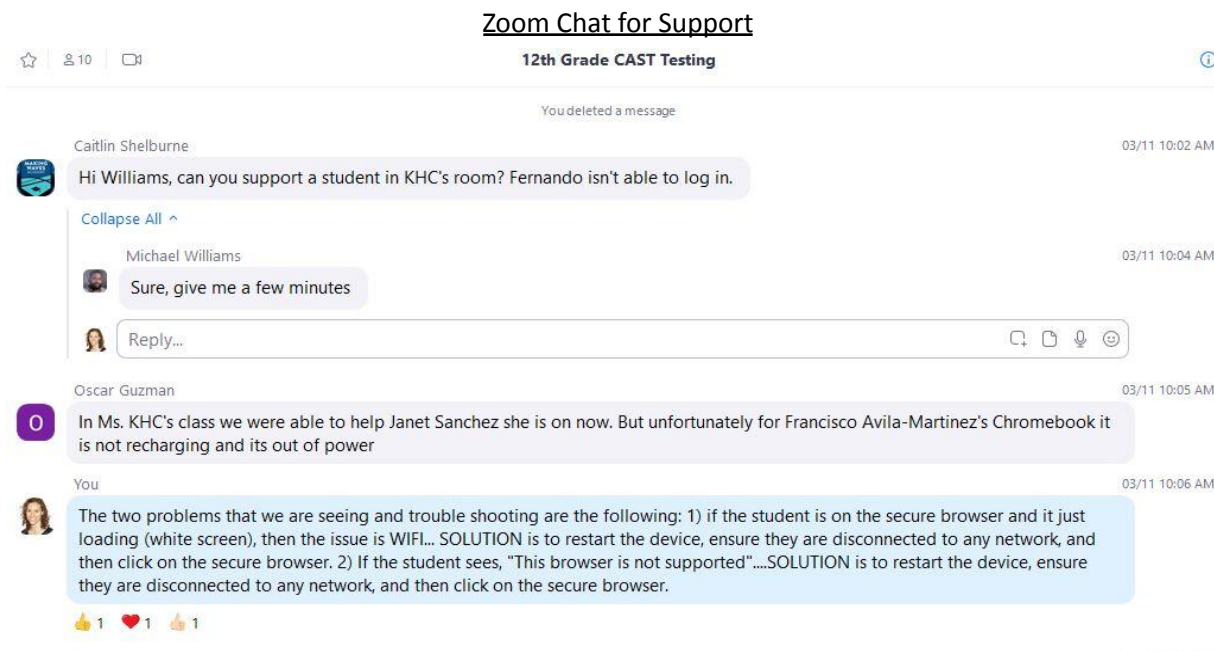 Zoom Chat for Support
10
12th Grade CAST Testing
You deleted a message
Caitlin Shelburne
03/11 10:02 AM
MAKING
WAVES
Hi Williams, can you support a student in KHC's room? Fernando isn't able to log in.
Collapse All
Michael Williams
03/11 10:04 AM
Sure, give me a few minutes
Reply...
Oscar Guzman
03/11 10:05 AM
O
In Ms. KHC's class we were able to help Janet Sanchez she is on now. But unfortunately for Francisco Avila-Martinez's Chromebook it
is not recharging and its out of power
You
03/11 10:06 AM
The two problems that we are seeing and trouble shooting are the following: 1) if the student is on the secure browser and it just
loading (white screen), then the issue is WIFI... SOLUTION is to restart the device, ensure they are disconnected to any network, and
then click on the secure browser. 2) If the student sees, "This browser is not supported"....SOLUTION is to restart the device, ensure
they are disconnected to any network, and then click on the secure browser.
1 1 1